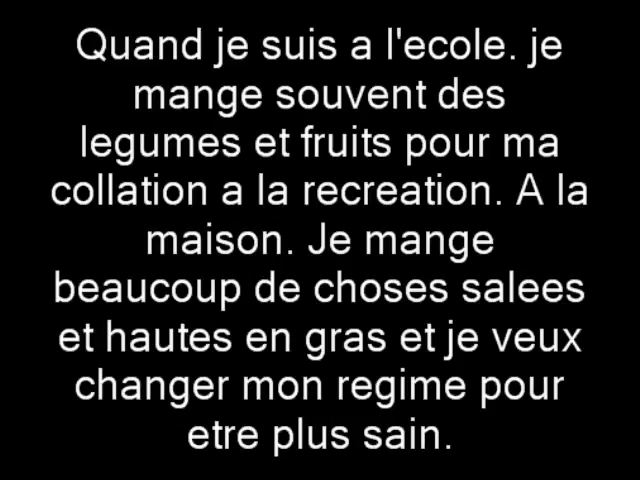 Quand je suis a l'ecole. je
mange souvent des
legumes et fruits pour ma
collation a la recreation. A la
maison. Je mange
beaucoup de choses salees
et hautes en gras et je veux
changer mon regime pour
etre plus sain.